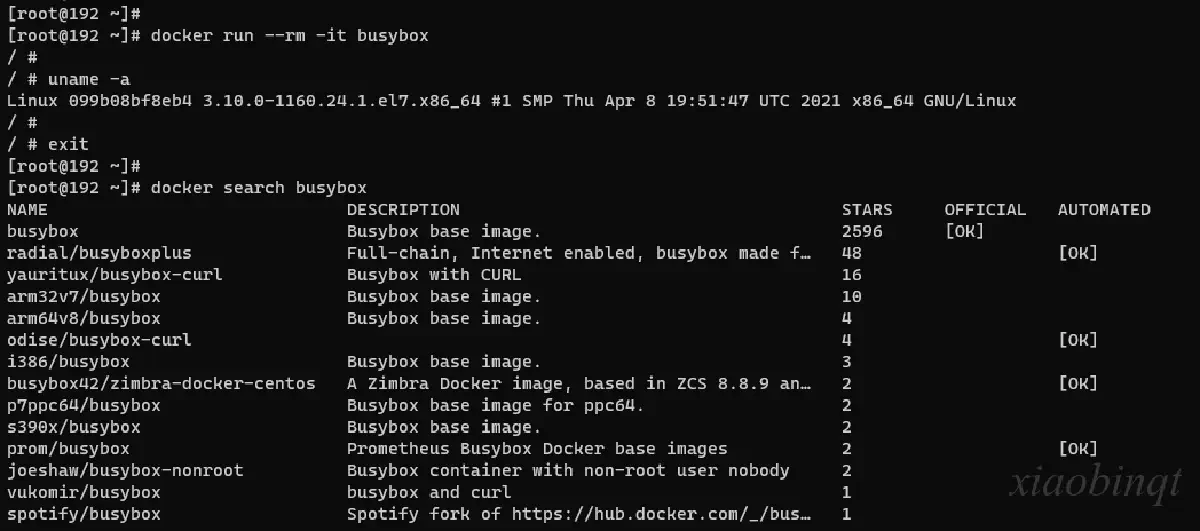 [root@192 ~]#
[root@192 ~]# docker run --rm -it busybox
/ #
/ # uname -a
Linux 099b08bf8eb4 3.10.0-1160.24.1.el7.x86_64 #1 SMP Thu Apr 8 19:51:47 UTC 2021 x86_64 GNU/Linux
/ #
/ # exit
[root@192 ~]#
[root@192 ~]# docker search busybox
NAME DESCRIPTION STARS OFFICIAL AUTOMATED
busybox Busybox base image. 2596 [OK]
radial/busyboxplus Full-chain, Internet enabled, busybox made f… 48 [OK]
yauritux/busybox-curl Busybox with CURL 16
arm32v7/busybox Busybox base image. 10
arm64v8/busybox Busybox base image. 4
odise/busybox-curl 4 [OK]
i386/busybox Busybox base image. 3
busybox42/zimbra-docker-centos A Zimbra Docker image, based in ZCS 8.8.9 an… 2 [OK]
p7ppc64/busybox Busybox base image for ppc64. 2
s390x/busybox Busybox base image. 2
prom/busybox Prometheus Busybox Docker base images 2 [OK]
joeshaw/busybox-nonroot Busybox container with non-root user nobody 2
vukomir/busybox busybox and curl 1
spotify/busybox Spotify fork of https://hub.docker.com/_/bus… 1
xiaobinqt